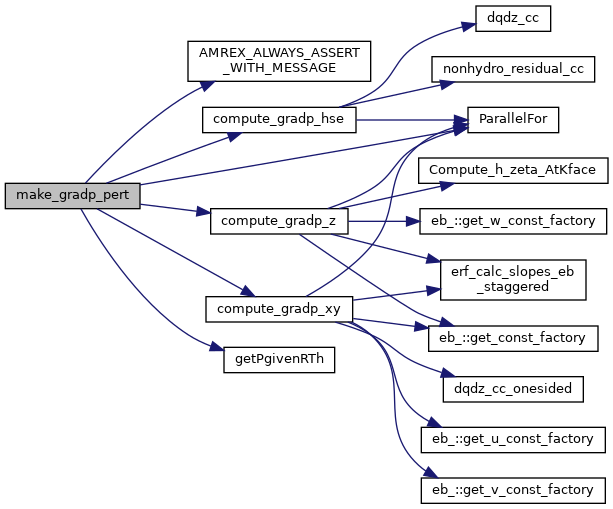 dqdz_cc
AMREX_ALWAYS_ASSERT
_WITH_MESSAGE
nonhydro_residual_cc
compute_gradp_hse
ParallelFor
Compute_h_zeta_AtKface
make_gradp_pert
compute_gradp_z
eb_::get_w_const_factory
erf_calc_slopes_eb
_staggered
compute_gradp_xy
eb_::get_const_factory
getPgivenRTh
dqdz_cc_onesided
eb_::get_u_const_factory
eb_::get_v_const_factory